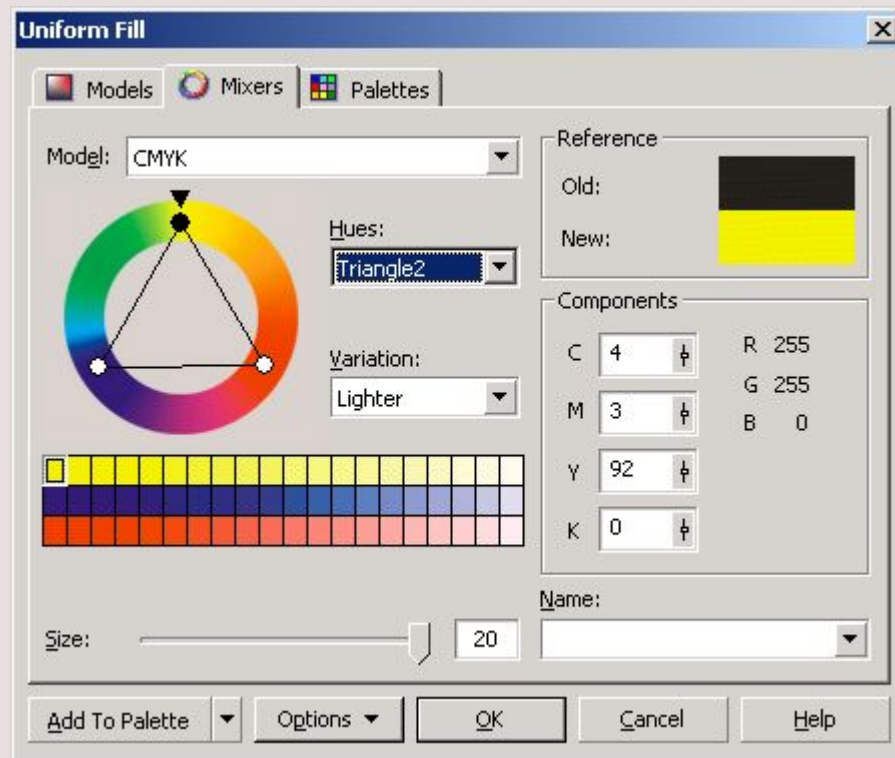 Uniform Fill
Models Mixers Palettes
Model: CMYK
Hues:
Triangle2
Variation:
Lighter
Size: 20
Reference
Old:
New:
Components
C 4 R 255
G 255
M 3 B 0
Y 92
K 0
Name:
Add To Palette Options OK Cancel Help